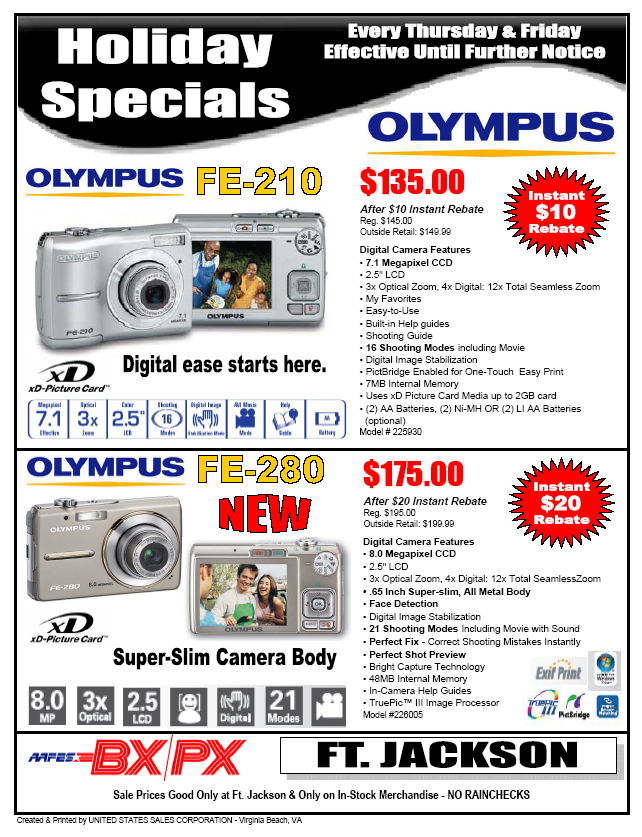 Holiday
Specials
Every Thursday & Friday
Effective Until Further Notice
OLYMPUS
OLYMPUS FE-210
$135.00
After $10 Instant Rebate
Reg. $145.00
Outside Retail: $149.99
Instant
$10
Rebate
Digital Camera Features
• 7.1 Megapixel CCD
• 2.5" LCD
• 3x Optical Zoom, 4x Digital: 12x Total Seamless Zoom
• My Favorites
• Easy-to-Use
• Built-in Help guides
• Shooting Guide
• 16 Shooting Modes including Movie
• Digital Image Stabilization
• PictBridge Enabled for One-Touch Easy Print
• 7MB Internal Memory
• Uses xD Picture Card Media up to 2GB card
• (2) AA Batteries, (2) Ni-MH OR (2) LI AA Batteries
(optional)
Model # 225930
OLYMPUS
FE-210
7.1
OLYMPUS
Digital ease starts here.
xD
xD-Picture Card™
Megapixel
7.1
Effective
Optical
3x
Zoom
Color
2.5"
LCD
Shooting
16
Modes
Digital Image
Stabilization Mode
AVI Movie
Mode
Help
Guide
AA
Battery
OLYMPUS FE-280
NEW
$175.00
After $20 Instant Rebate
Reg. $195.00
Outside Retail: $199.99
Instant
$20
Rebate
Digital Camera Features
• 8.0 Megapixel CCD
• 2.5" LCD
• 3x Optical Zoom, 4x Digital: 12x Total SeamlessZoom
• .65 Inch Super-slim, All Metal Body
• Face Detection
• Digital Image Stabilization
• 21 Shooting Modes Including Movie with Sound
• Perfect Fix - Correct Shooting Mistakes Instantly
• Perfect Shot Preview
• Bright Capture Technology
• 48MB Internal Memory
• In-Camera Help Guides
• TruePic™ III Image Processor
Model #226005
OLYMPUS
FE-280
8.0
OLYMPUS
xD
xD-Picture Card™
Super-Slim Camera Body
8.0
MP
3x
Optical
2.5
LCD
Digital
21
Modes
Exif Print
Windows
TruePic
III
PictBridge
AAFES BX/PX
FT. JACKSON
Sale Prices Good Only at Ft. Jackson & Only on In-Stock Merchandise - NO RAINCHECKS
Created & Printed by UNITED STATES SALES CORPORATION - Virginia Beach, VA